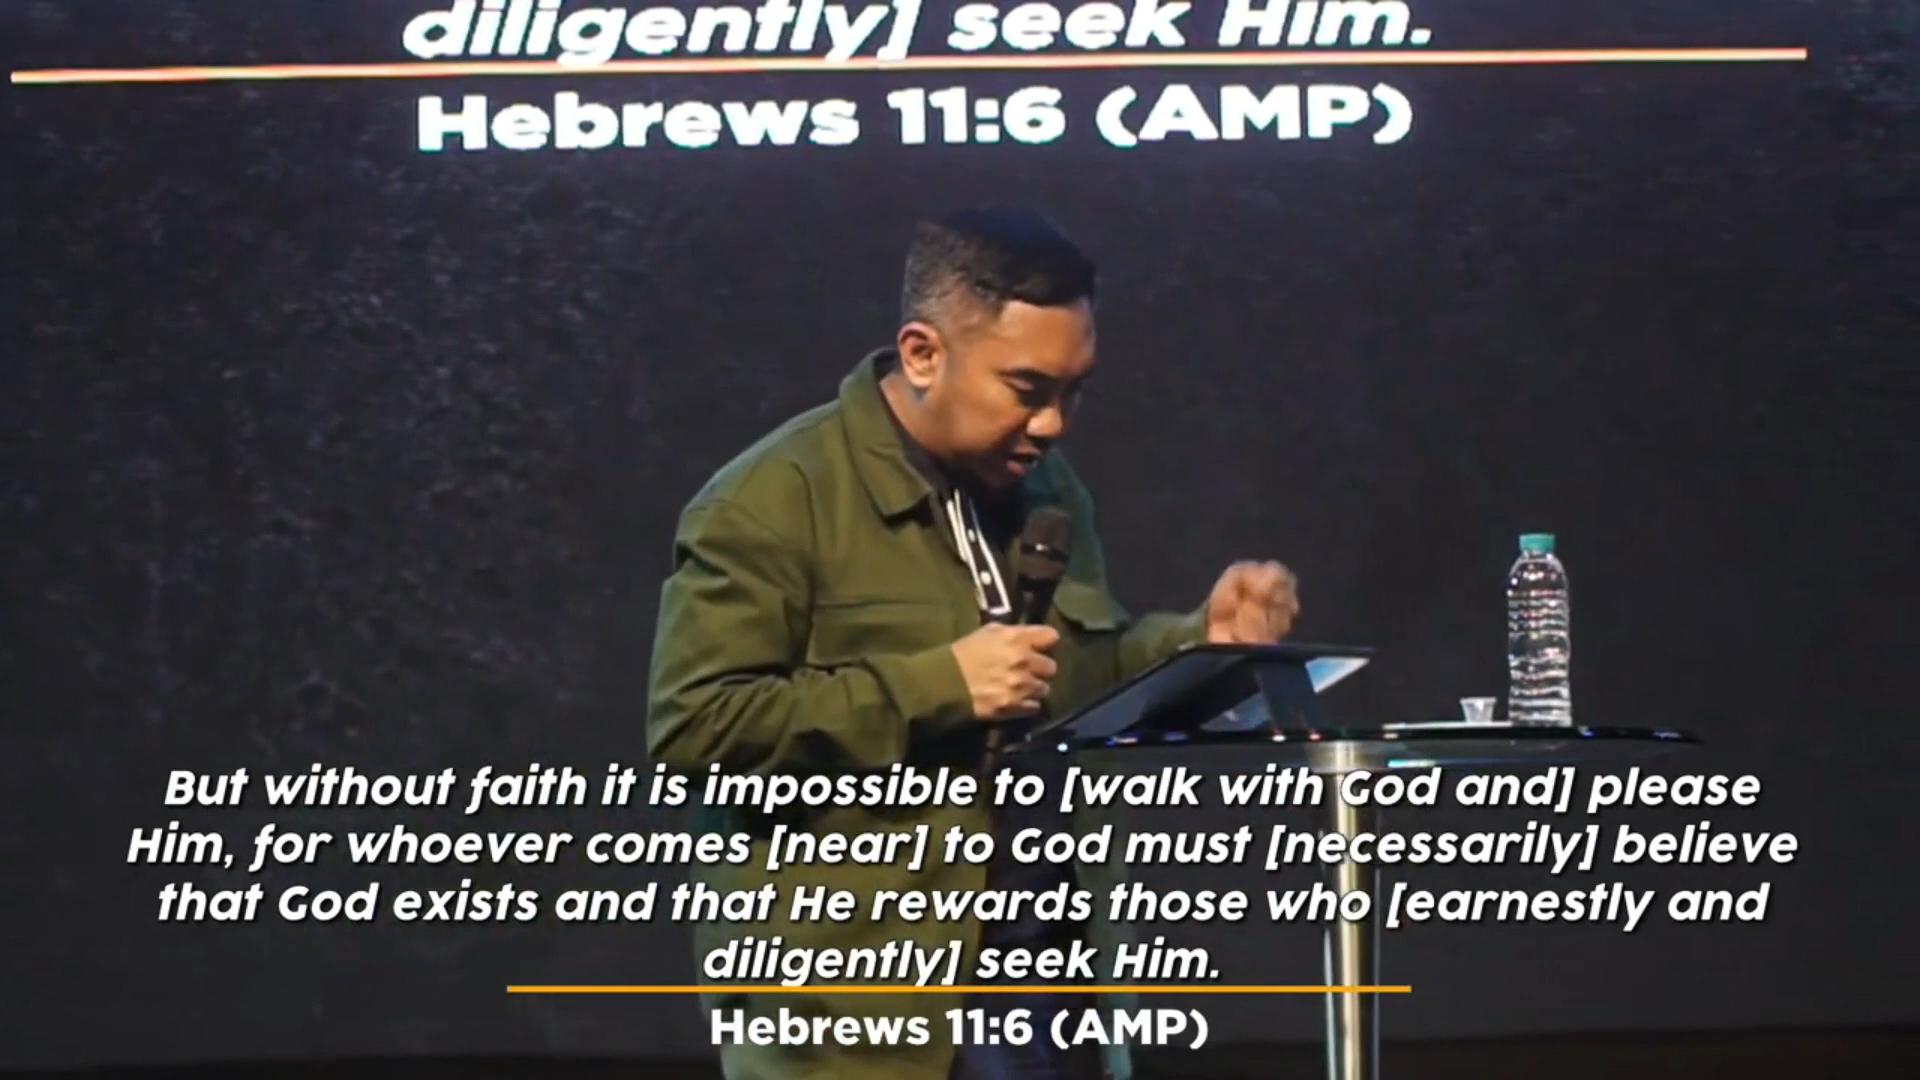 diligently] seek Him.
Hebrews 11:6 (AMP)
But without faith it is impossible to [walk with God and] please
Him, for whoever comes [near] to God must [necessarily] believe
that God exists and that He rewards those who [earnestly and
diligently] seek Him.
Hebrews 11:6 (AMP)